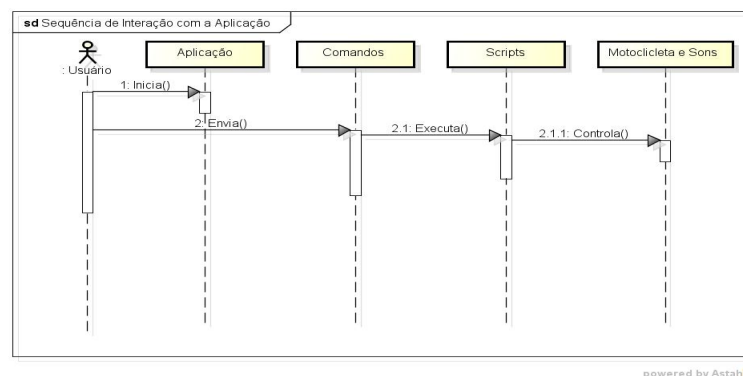 sd Sequência de Interação com a Aplicação
: Usuário
Aplicação
Comandos
Scripts
Motoclicleta e Sons
1: Inicia()
2: Envia()
2.1: Executa()
2.1.1: Controla()
powered by Astah